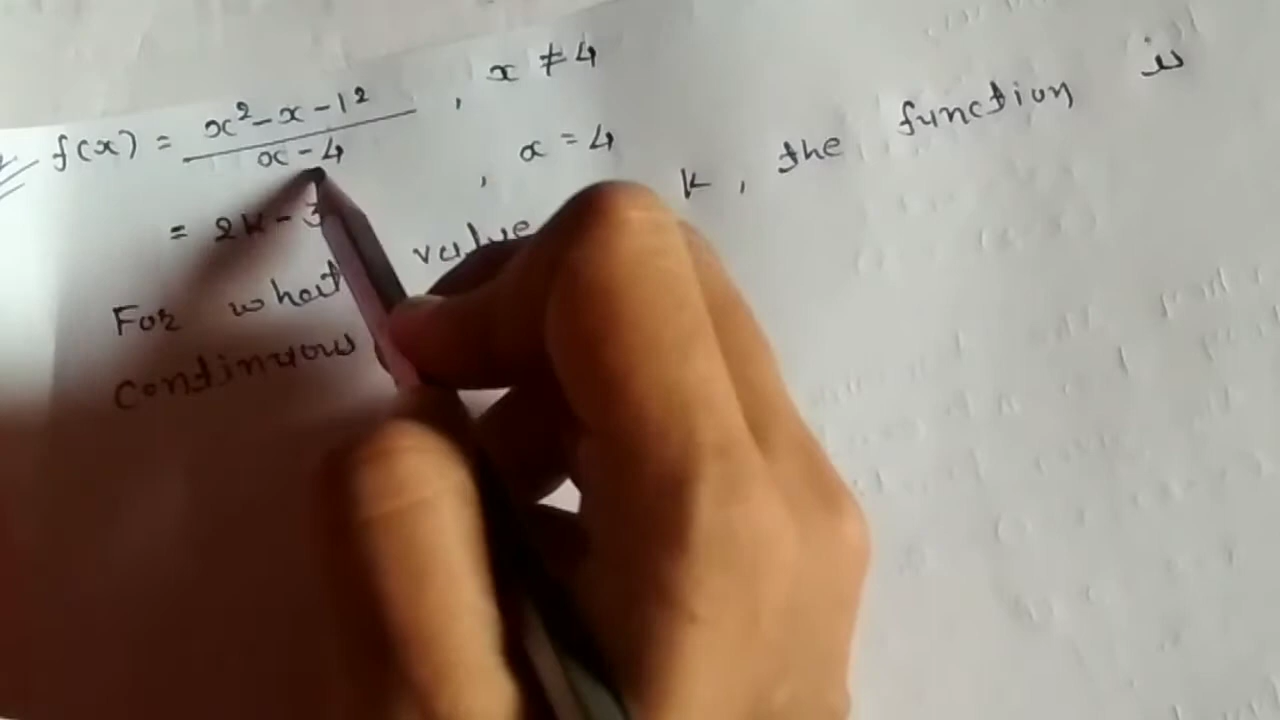 f(x) = x² - x - 12 / x - 4 , x ≠ 4
= 2k - 3 , x = 4
For what value k, the function is
continuous